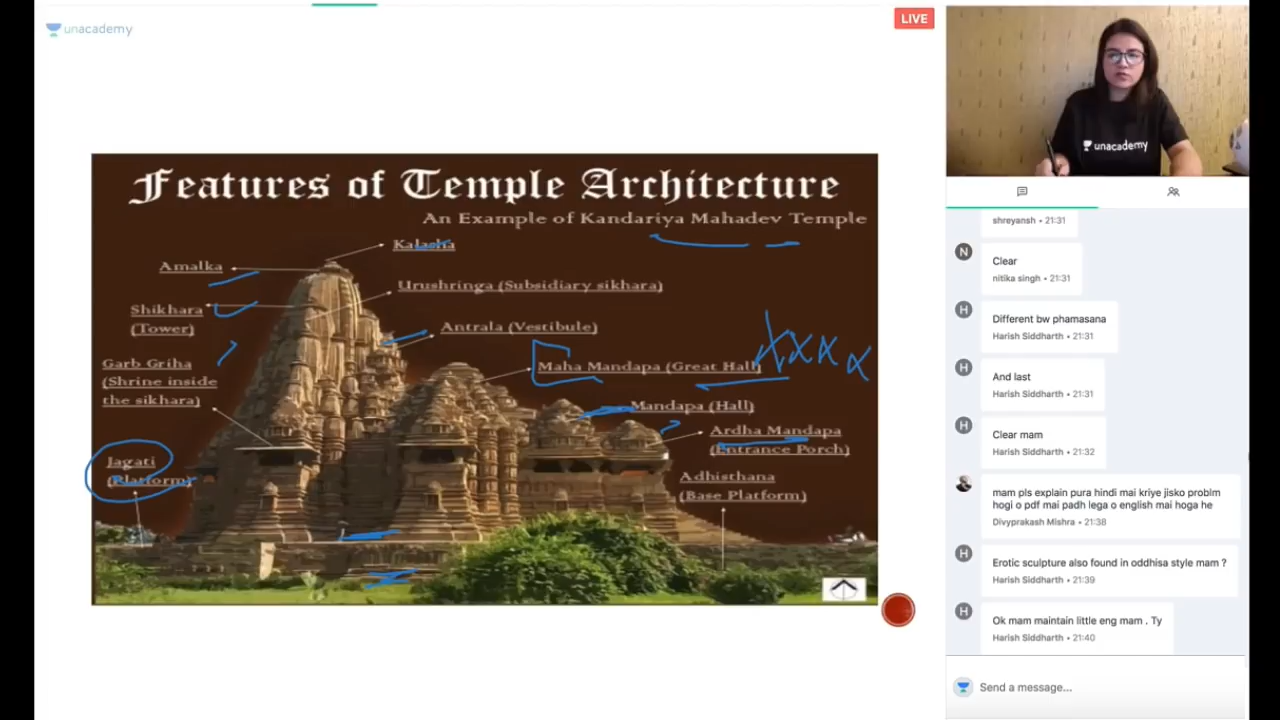 unacademy
LIVE
unacademy
Features of Temple Architecture
An Example of Kandariya Mahadev Temple
Kalasha
Amalka
Urushringa (Subsidiary sikhara)
Shikhara
(Tower)
Antrala (Vestibule)
Garb Griha
(Shrine inside
the sikhara)
Maha Mandapa (Great Hall)
Mandapa (Hall)
Ardha Mandapa
(Entrance Porch)
Jagati
(Platform)
Adhisthana
(Base Platform)
shreyansh • 21:31
N
Clear
nitika singh • 21:31
H
Different bw phamasana
Harish Siddharth • 21:31
H
And last
Harish Siddharth • 21:31
H
Clear mam
Harish Siddharth • 21:32
mam pls explain pura hindi mai kriye jisko problm
hogi o pdf mai padh lega o english mai hoga he
Divyprakash Mishra • 21:38
H
Erotic sculpture also found in oddhisa style mam ?
Harish Siddharth • 21:39
H
Ok mam maintain little eng mam . Ty
Harish Siddharth • 21:40
Send a message...